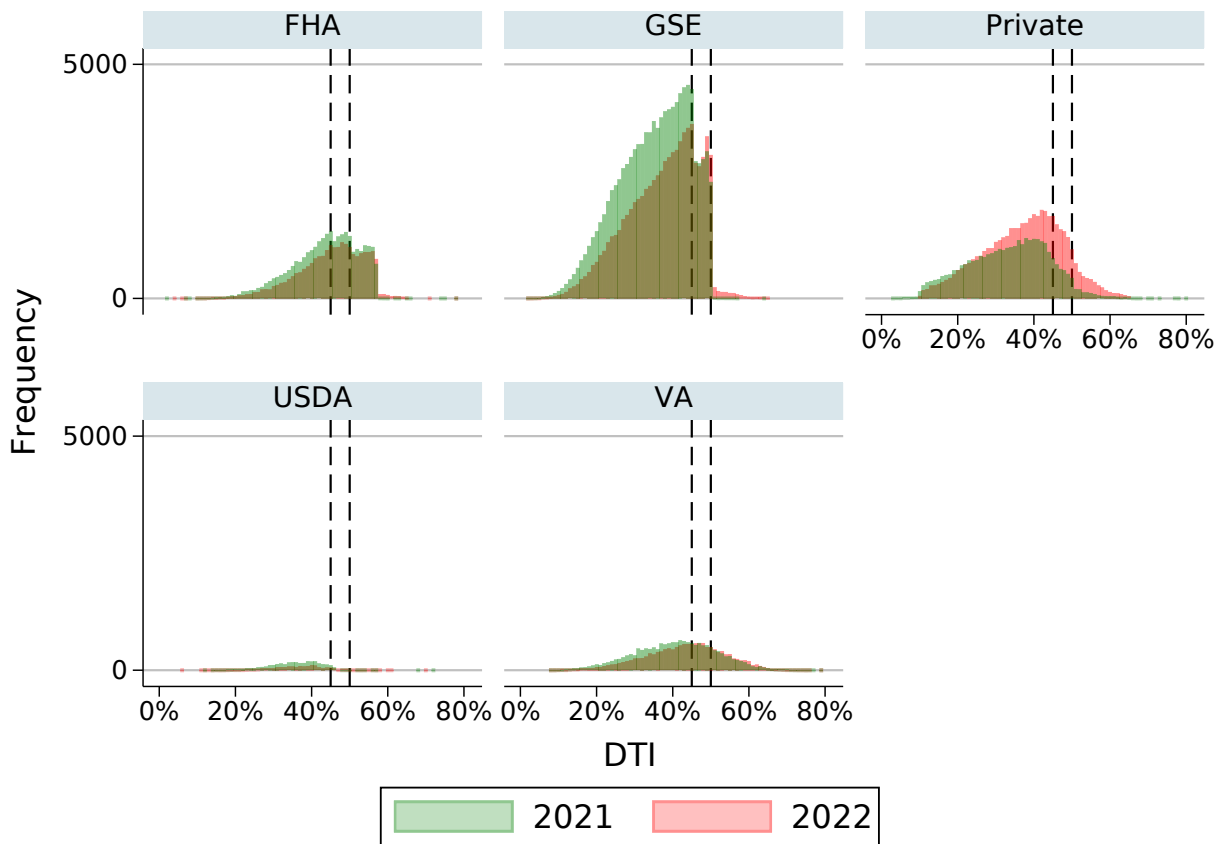 FHA GSE Private
5000
0
0% 20% 40% 60% 80%
Frequency
USDA VA
5000
0
0% 20% 40% 60% 80% 0% 20% 40% 60% 80%
DTI
2021 2022